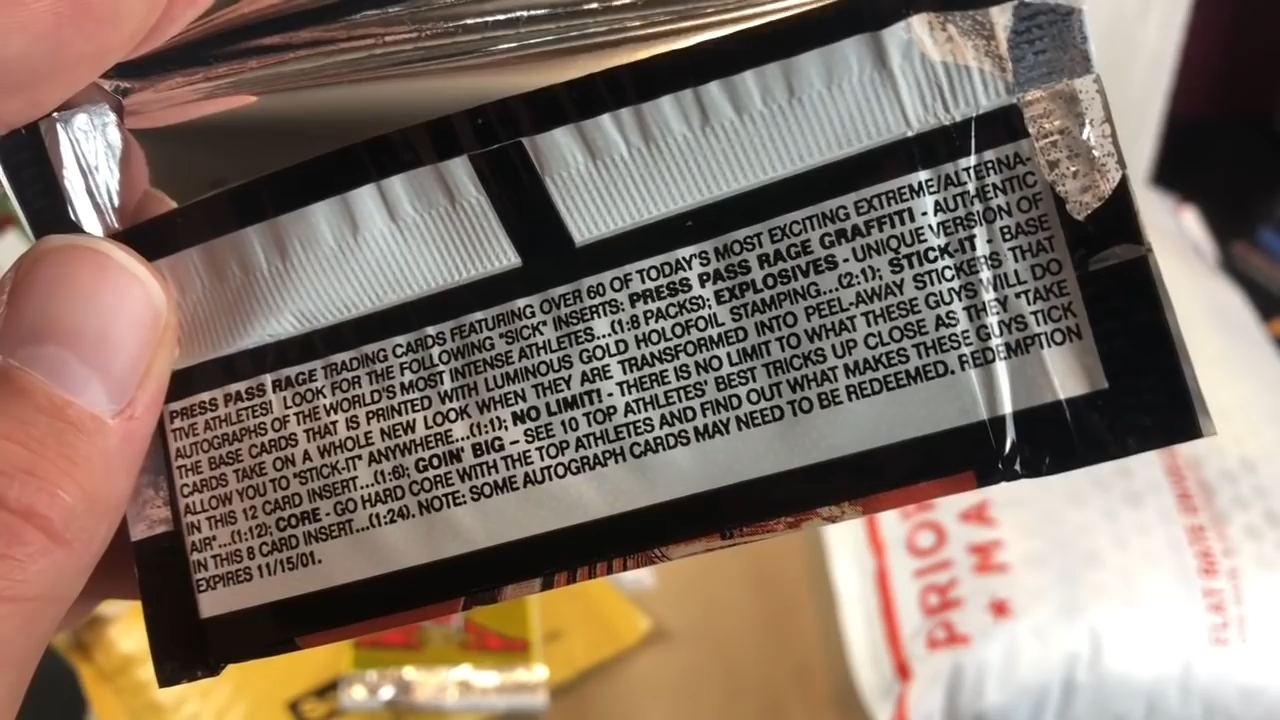 PRESS PASS RAGE TRADING CARDS FEATURING OVER 60 OF TODAY'S MOST EXCITING EXTREME/ALTERNA-
TIVE ATHLETES! LOOK FOR THE FOLLOWING "SICK" INSERTS: PRESS PASS RAGE GRAFFITI - AUTHENTIC
AUTOGRAPHS OF THE WORLD'S MOST INTENSE ATHLETES...(1:8 PACKS); EXPLOSIVES - UNIQUE VERSION OF
THE BASE CARDS THAT IS PRINTED WITH LUMINOUS GOLD HOLOFOIL STAMPING...(2:1); STICK-IT - BASE
CARDS TAKE ON A WHOLE NEW LOOK WHEN THEY ARE TRANSFORMED INTO PEEL-AWAY STICKERS THAT
ALLOW YOU TO "STICK-IT" ANYWHERE...(1:1); NO LIMIT! - THERE IS NO LIMIT TO WHAT THESE GUYS WILL DO
IN THIS 12 CARD INSERT...(1:6); GOIN' BIG - SEE 10 TOP ATHLETES' BEST TRICKS UP CLOSE AS THEY "TAKE
AIR"...(1:12); CORE - GO HARD CORE WITH THE TOP ATHLETES AND FIND OUT WHAT MAKES THESE GUYS TICK
IN THIS 8 CARD INSERT...(1:24). NOTE: SOME AUTOGRAPH CARDS MAY NEED TO BE REDEEMED. REDEMPTION
EXPIRES 11/15/01.
FLAT RATE